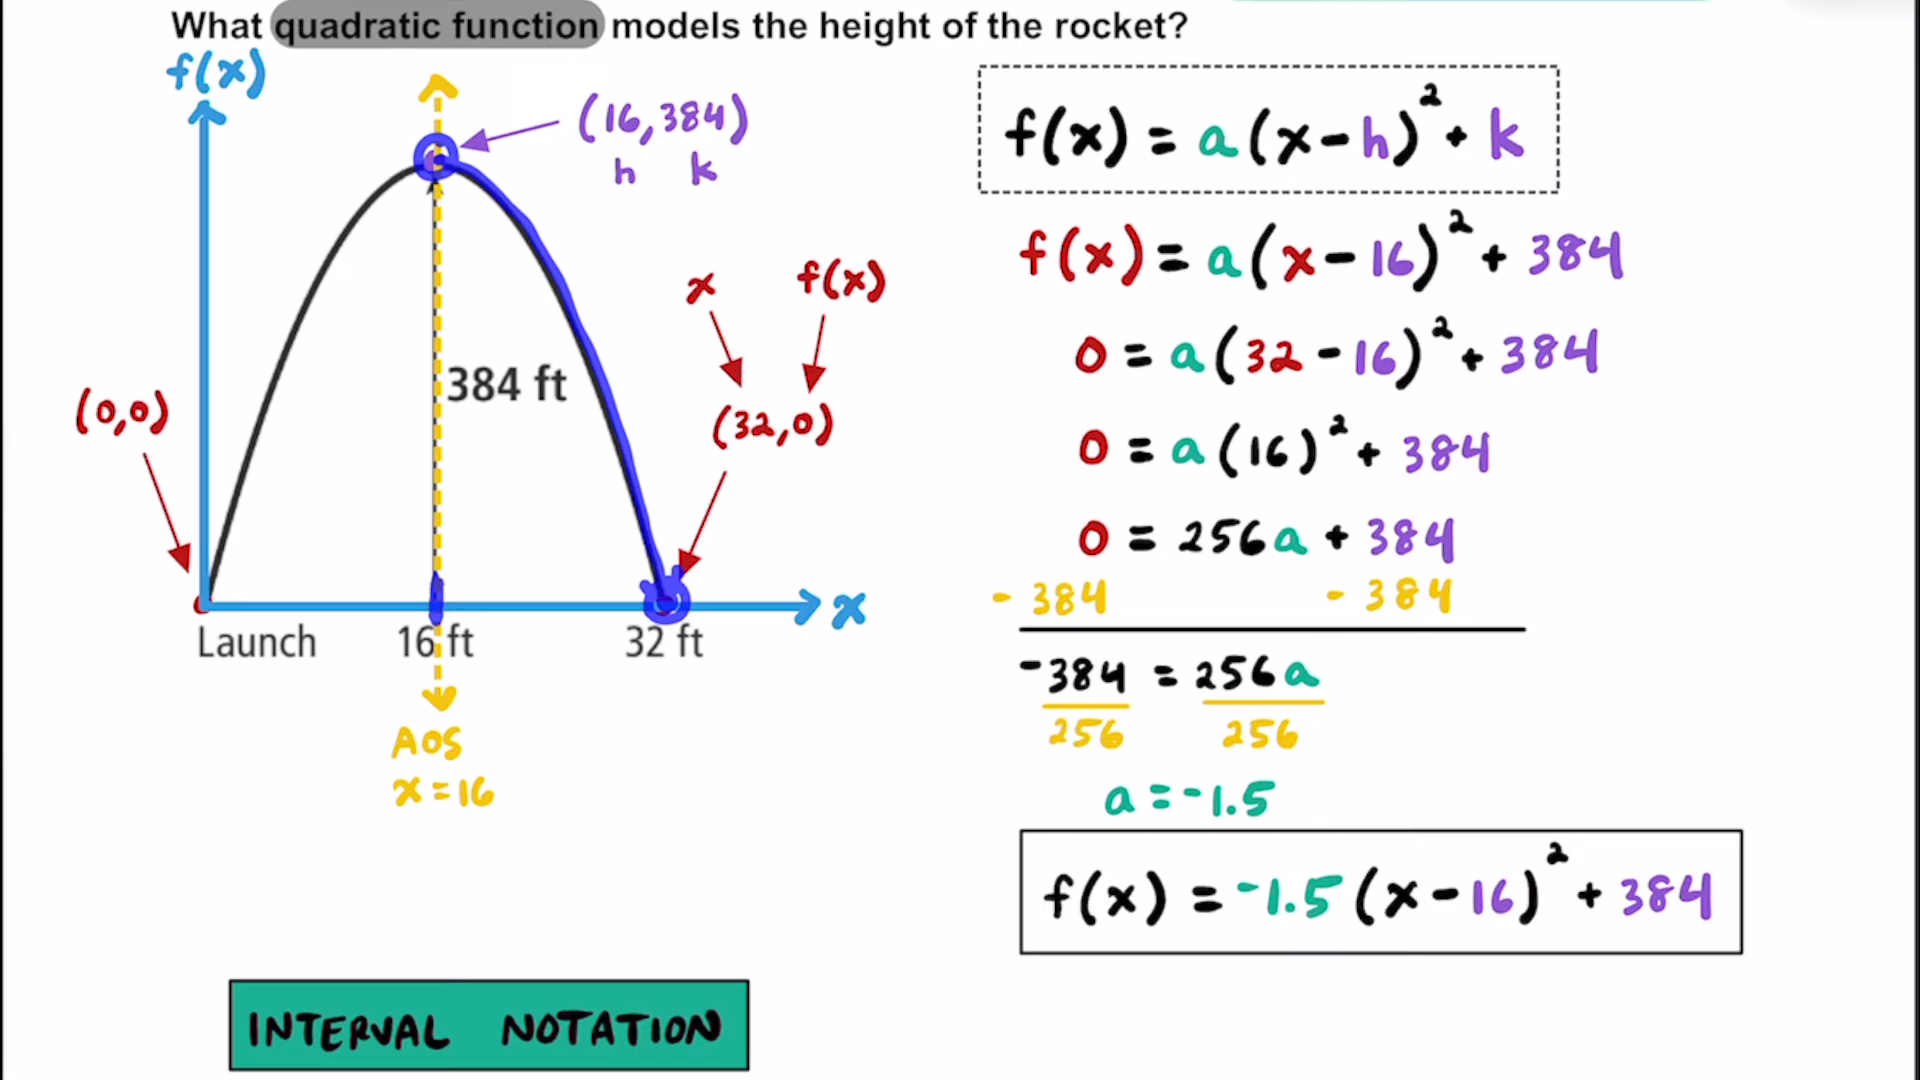 What quadratic function models the height of the rocket?
f(x)
(16,384)
h k
x f(x)
384 ft
(0,0)
(32,0)
x
Launch 16 ft 32 ft
AOS
x=16
f(x) = a(x-h)² + k
f(x) = a(x-16)² + 384
0 = a(32-16)² + 384
0 = a(16)² + 384
0 = 256a + 384
- 384 - 384
-384 = 256a
256 256
a = -1.5
f(x) = -1.5(x-16)² + 384
INTERVAL NOTATION